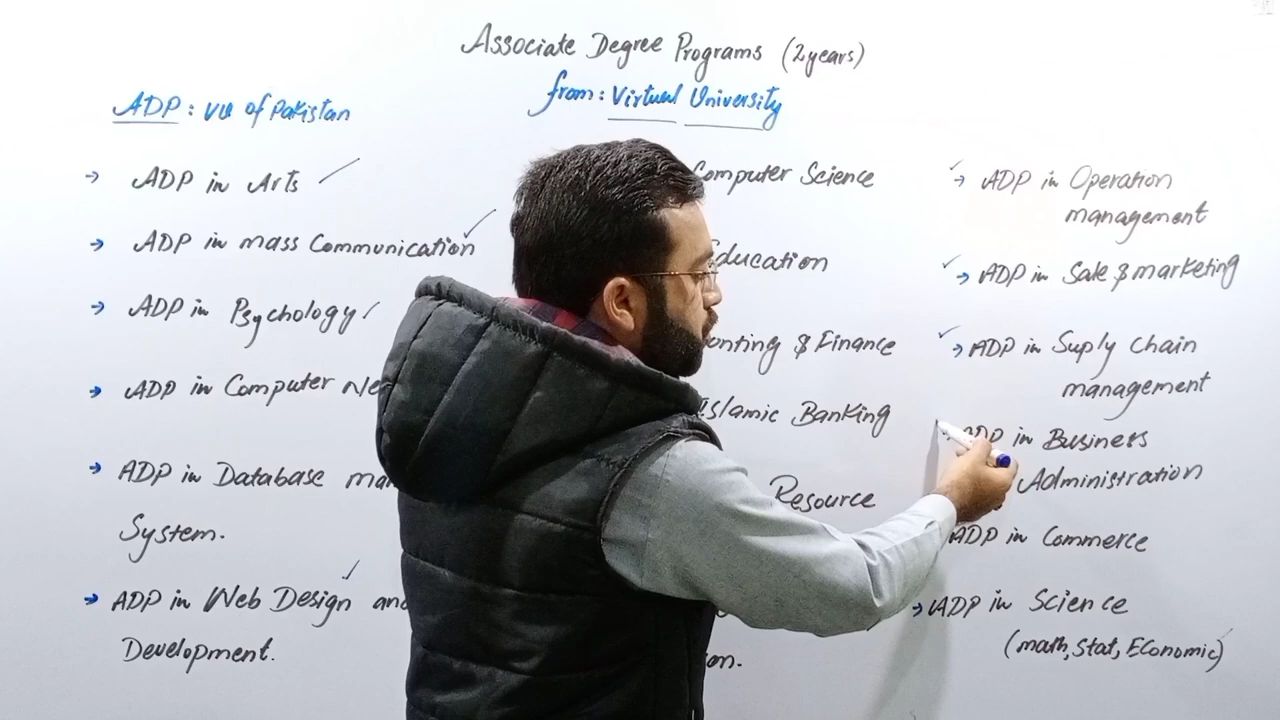 Associate Degree Programs (2years)
from: Virtual University
ADP: VU of Pakistan
→ ADP in Arts
→ ADP in mass Communication
→ ADP in Psychology
→ ADP in Computer Ne
→ ADP in Database ma
System.
→ ADP in Web Design and
Development.
Computer Science
Education
onting & Finance
Islamic Banking
Resource
on.
→ ADP in Operation
management
→ ADP in Sale & marketing
→ ADP in Suply Chain
management
ADP in Business
Administration
ADP in Commerce
→ ADP in Science
(math, Stat, Economic)